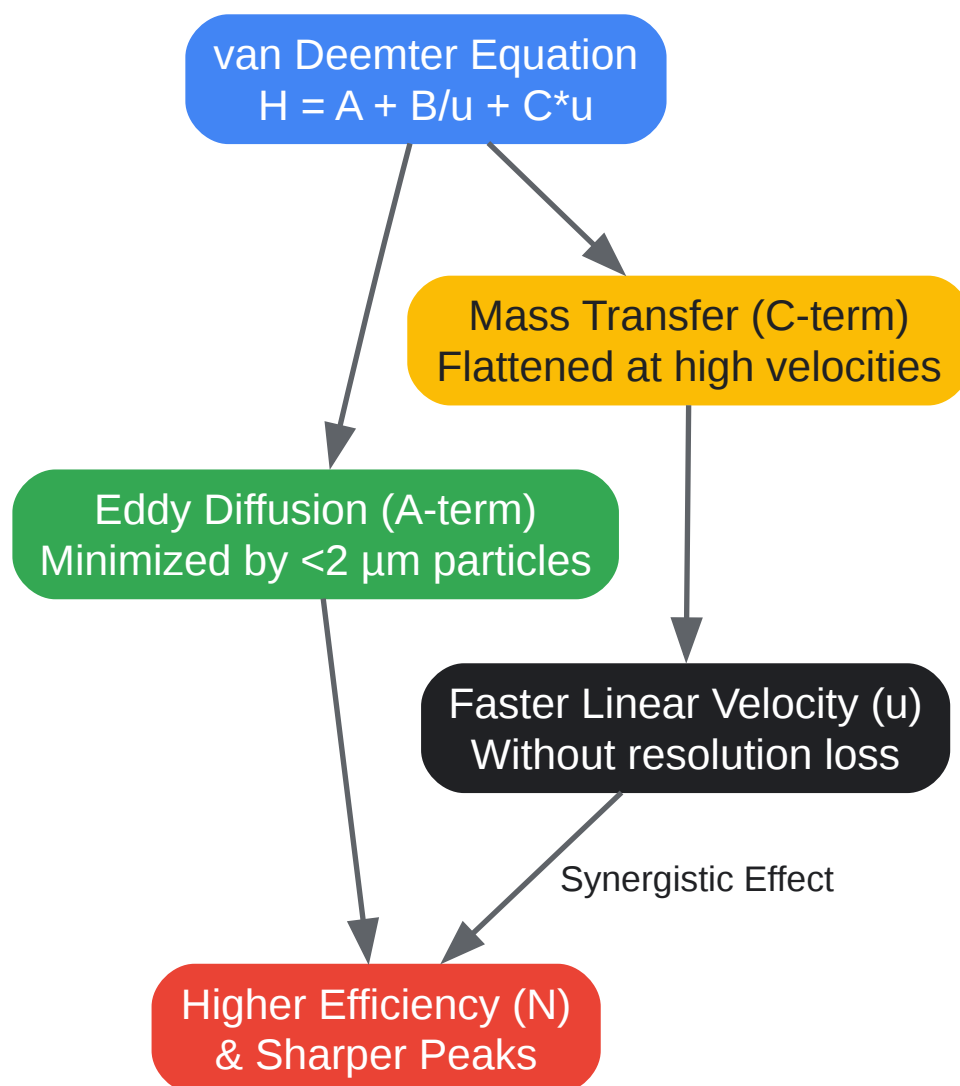 van Deemter Equation
H = A + B/u + C*u
Mass Transfer (C-term)
Flattened at high velocities
Eddy Diffusion (A-term)
Minimized by <2 µm particles
Faster Linear Velocity (u)
Without resolution loss
Synergistic Effect
Higher Efficiency (N)
& Sharper Peaks